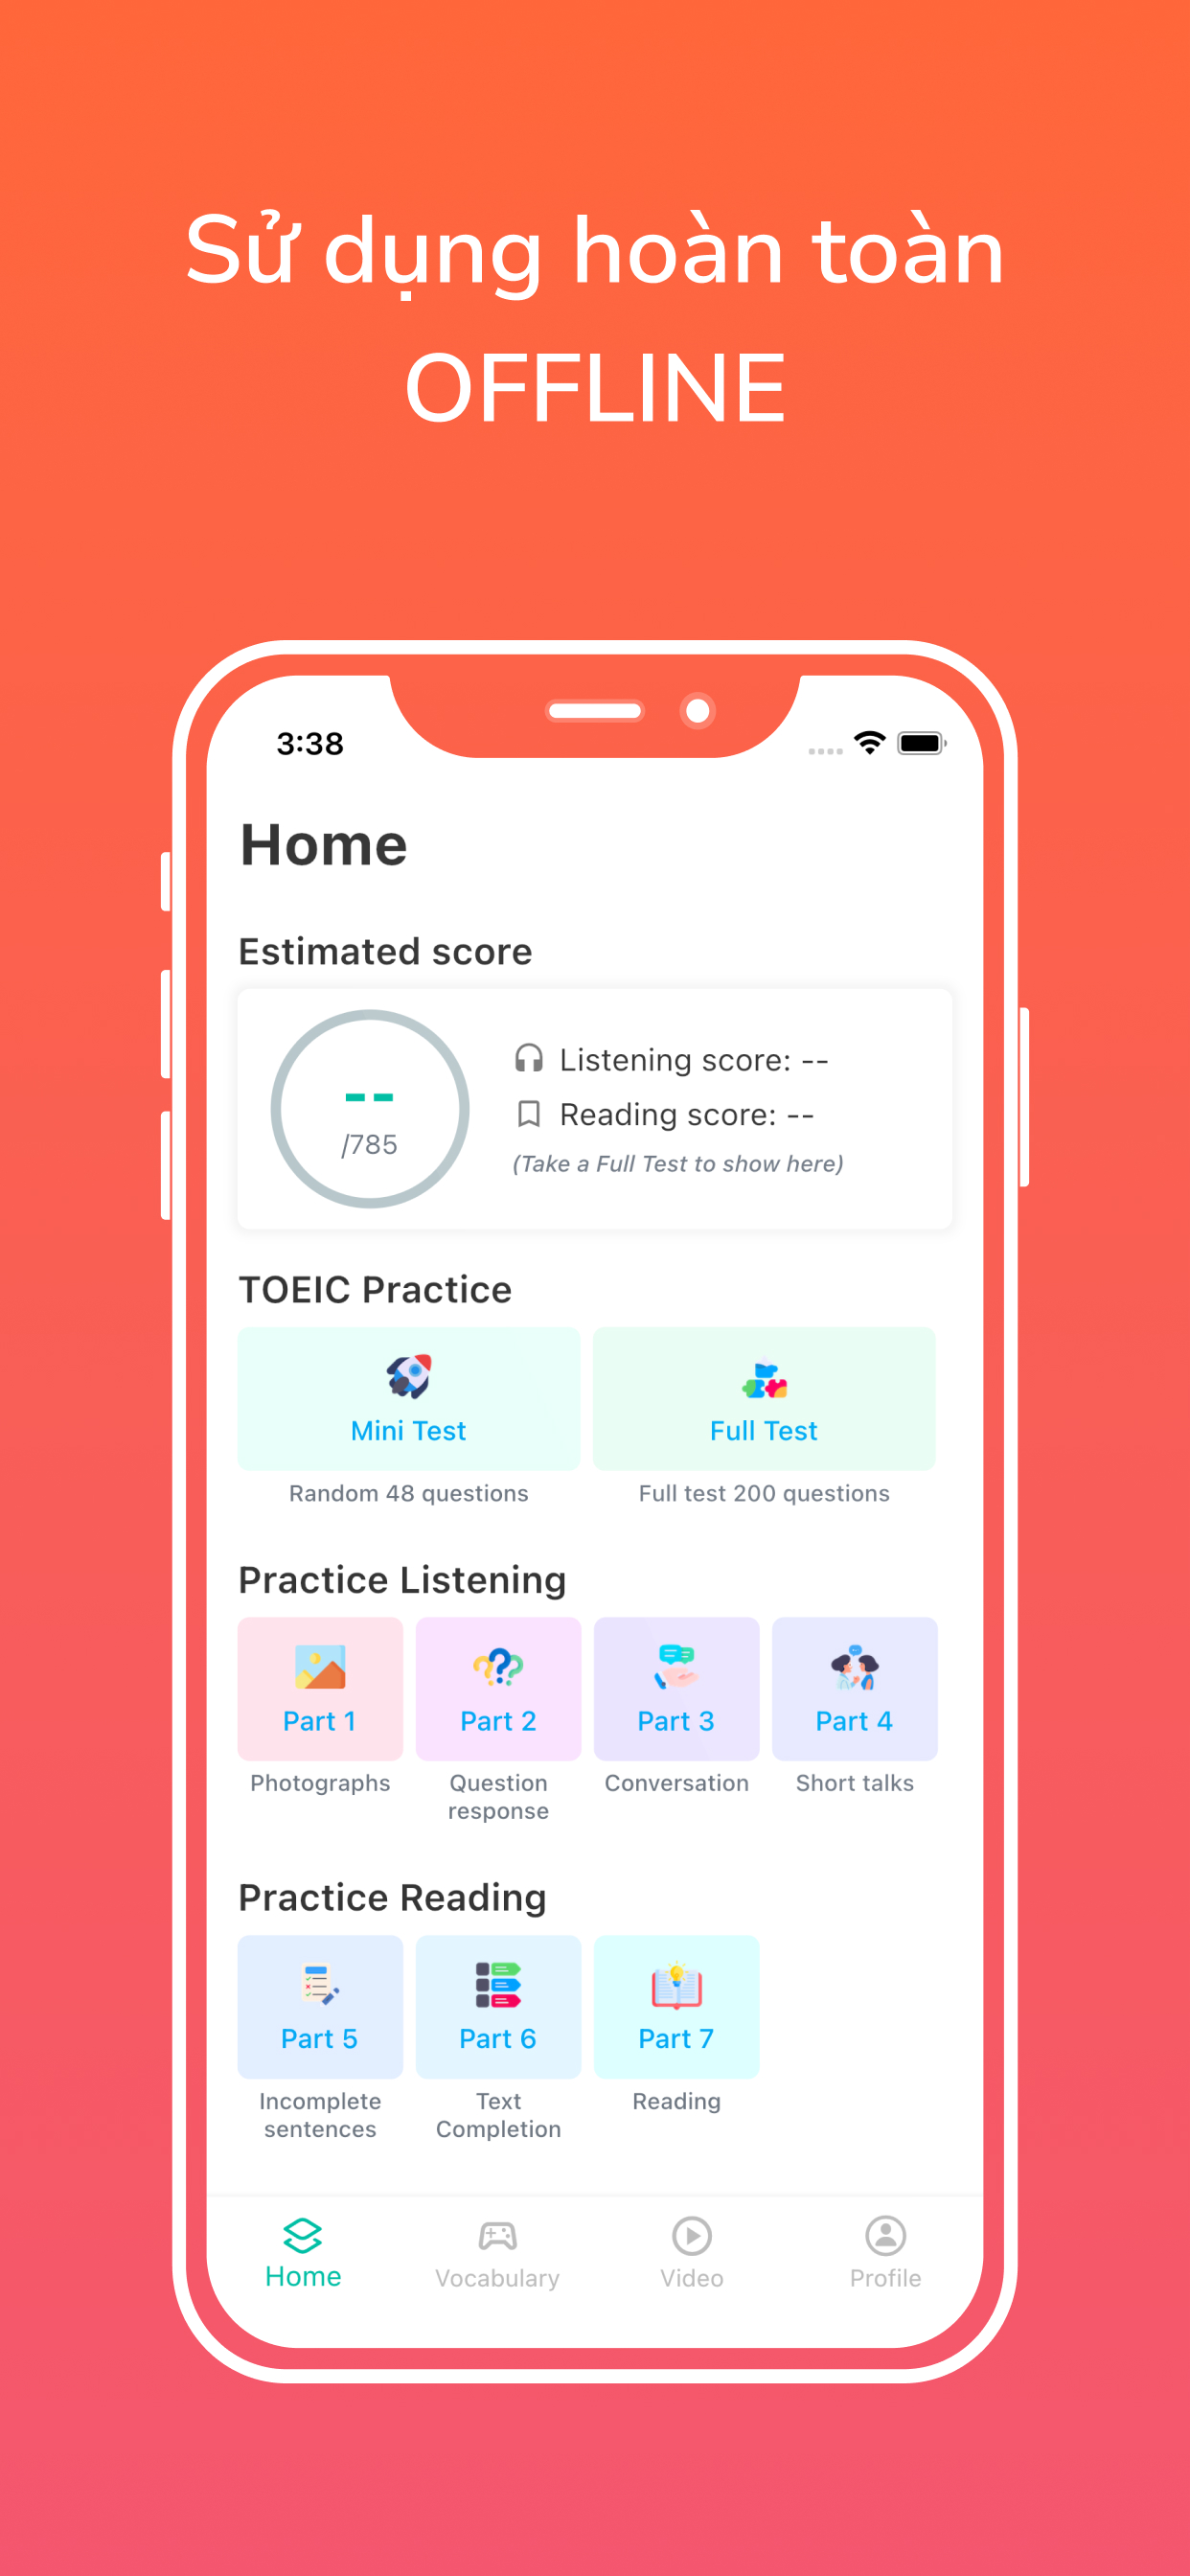 Sử dụng hoàn toàn
OFFLINE
3:38
Home
Estimated score
--
/785
Listening score: --
Reading score: --
(Take a Full Test to show here)
TOEIC Practice
Mini Test
Full Test
Random 48 questions
Full test 200 questions
Practice Listening
Part 1
Part 2
Part 3
Part 4
Photographs
Question
response
Conversation
Short talks
Practice Reading
Part 5
Part 6
Part 7
Incomplete
sentences
Text
Completion
Reading
Home
Vocabulary
Video
Profile